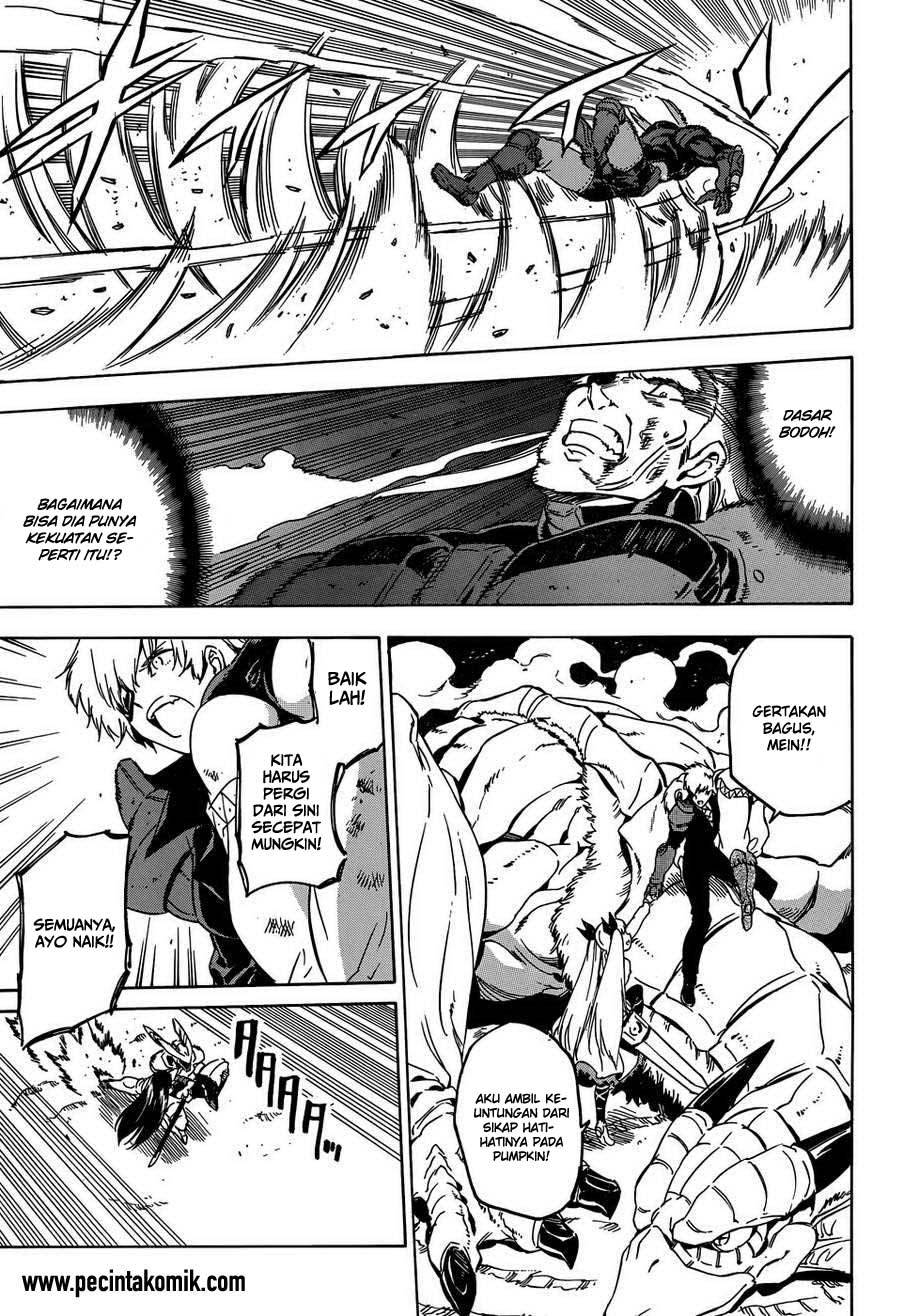 DASAR
BODOH!
BAGAIMANA
BISA DIA PUNYA
KEKUATAN SE-
PERTI ITU!?
GERTAKAN
BAGUS,
MEIN!!
AKU AMBIL KE-
UNTUNGAN DARI
SIKAP HATI-
HATINYA PADA
PUMPKIN!
BAIK
LAH!
KITA
HARUS
PERGI
DARI SINI
SECEPAT
MUNGKIN!
SEMUANYA,
AYO NAIK!!
AAAA...
www.pecintakomik.com